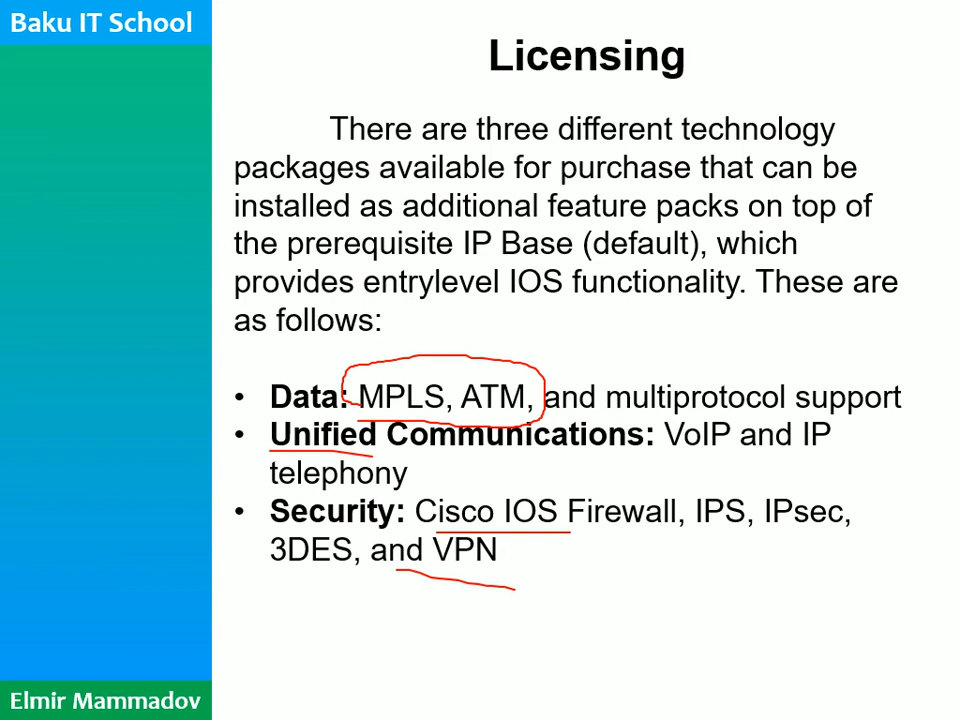 Baku IT School
Licensing
There are three different technology
packages available for purchase that can be
installed as additional feature packs on top of
the prerequisite IP Base (default), which
provides entrylevel IOS functionality. These are
as follows:
• Data: MPLS, ATM, and multiprotocol support
• Unified Communications: VoIP and IP
telephony
• Security: Cisco IOS Firewall, IPS, IPsec,
3DES, and VPN
Elmir Mammadov